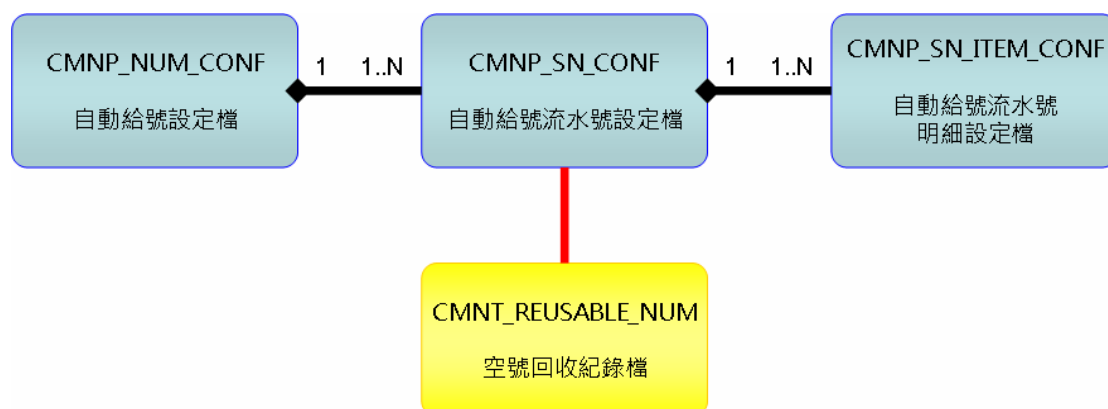 CMNP_NUM_CONF
自動給號設定檔
1 1..N
CMNP_SN_CONF
自動給號流水號設定檔
1 1..N
CMNP_SN_ITEM_CONF
自動給號流水號
明細設定檔
CMNT_REUSABLE_NUM
空號回收紀錄檔